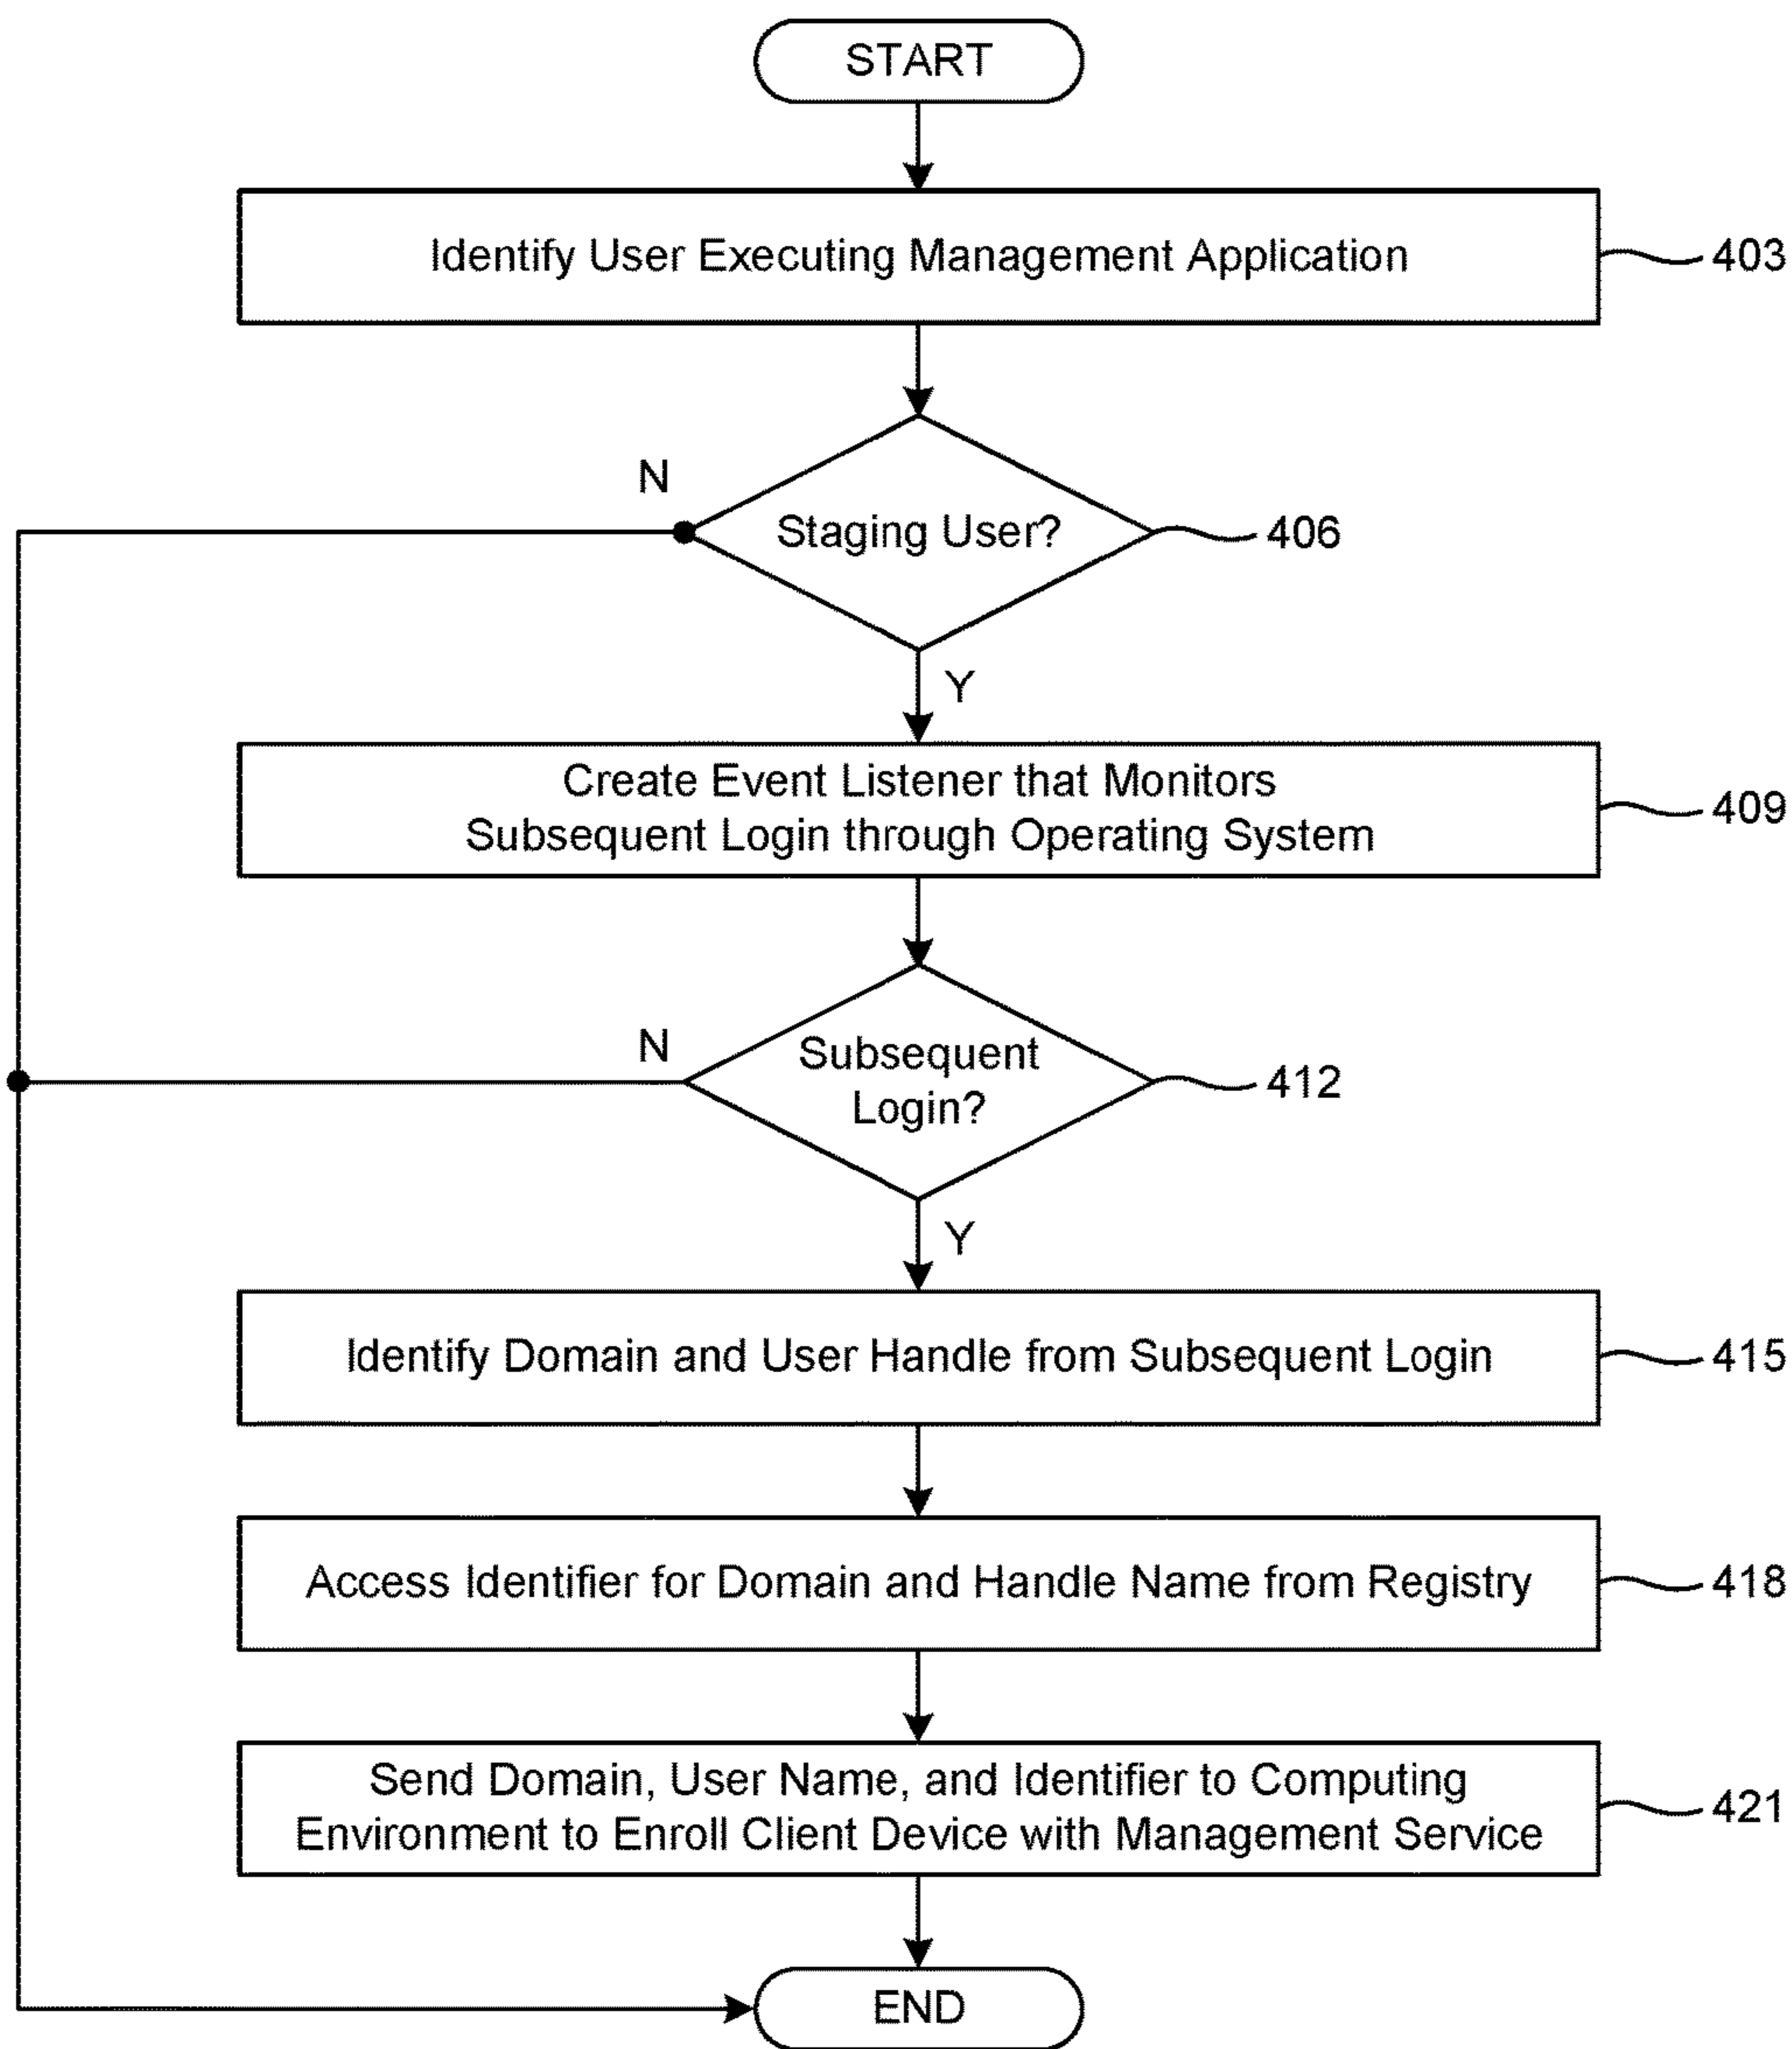 START
Identify User Executing Management Application
403
N
Staging User?
406
Y
Create Event Listener that Monitors
Subsequent Login through Operating System
409
N
Subsequent
Login?
412
Y
Identify Domain and User Handle from Subsequent Login
415
Access Identifier for Domain and Handle Name from Registry
418
Send Domain, User Name, and Identifier to Computing
Environment to Enroll Client Device with Management Service
421
END